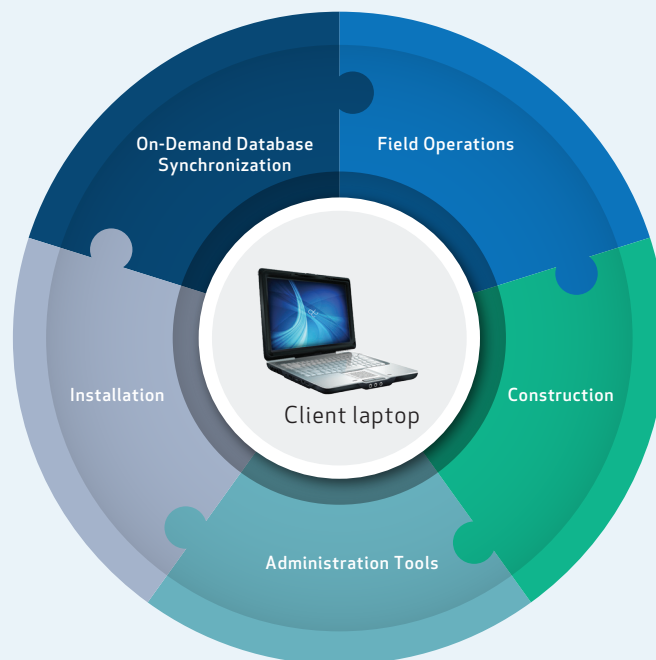 On-Demand Database
Synchronization
Field Operations
Installation
Client laptop
Construction
Administration Tools